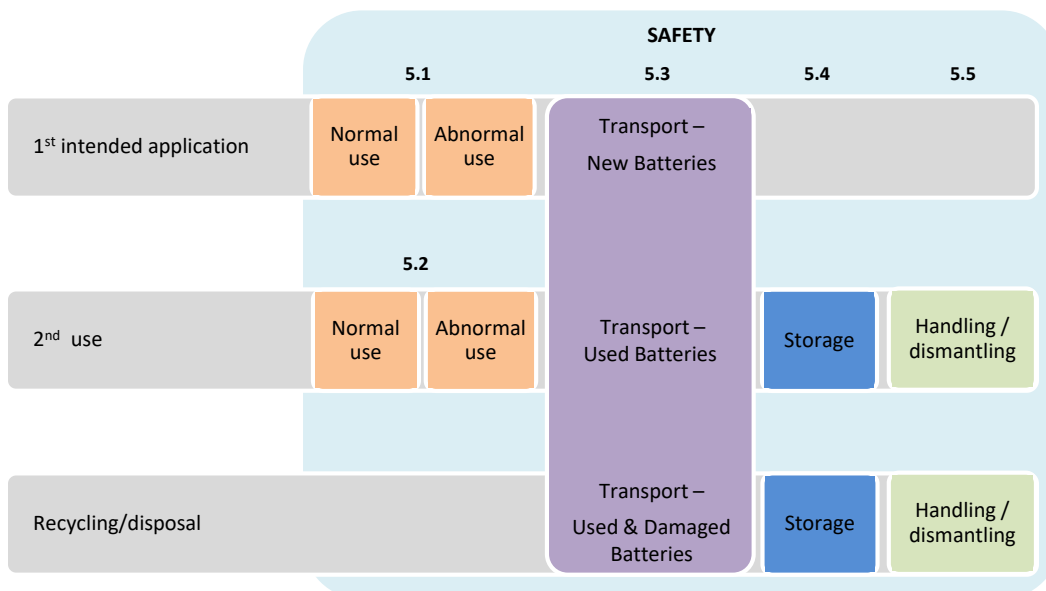 SAFETY
5.1 5.3 5.4 5.5
1st intended application
Normal
use
Abnormal
use
Transport –
New Batteries
5.2
2nd use
Normal
use
Abnormal
use
Transport –
Used Batteries
Storage
Handling /
dismantling
Recycling/disposal
Transport –
Used & Damaged
Batteries
Storage
Handling /
dismantling